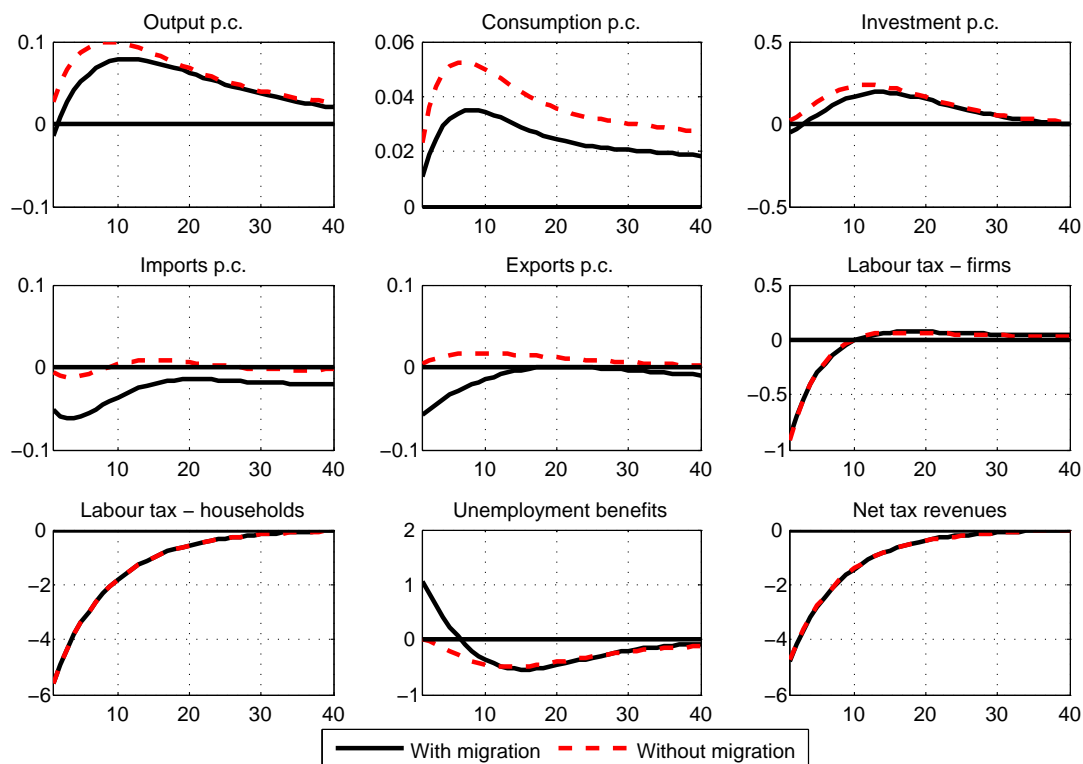 Output p.c.
Consumption p.c.
Investment p.c.
0.1
0
−0.1
10 20 30 40
0.06
0.04
0.02
0
10 20 30 40
0.5
0
−0.5
10 20 30 40
Imports p.c.
Exports p.c.
Labour tax − firms
0.1
0
−0.1
10 20 30 40
0.1
0
−0.1
10 20 30 40
0.5
0
−0.5
−1
10 20 30 40
Labour tax − households
Unemployment benefits
Net tax revenues
0
−2
−4
−6
10 20 30 40
2
1
0
−1
10 20 30 40
0
−2
−4
−6
10 20 30 40
With migration
Without migration